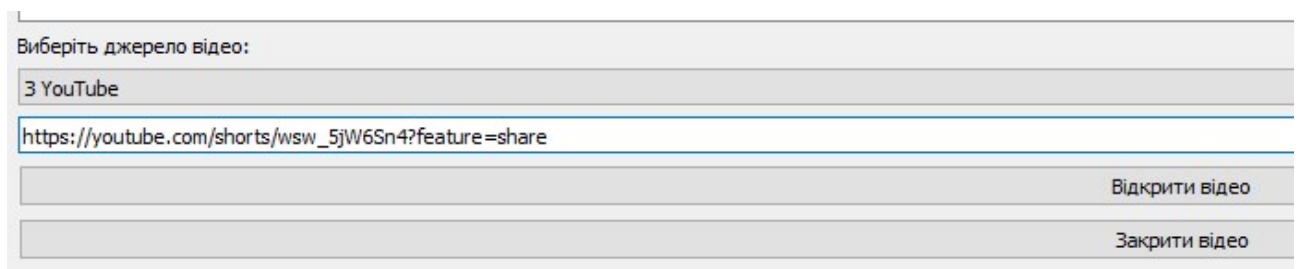 Виберіть джерело відео:
З YouTube
https://youtube.com/shorts/wsw_5jW6Sn4?feature=share
Відкрити відео
Закрити відео